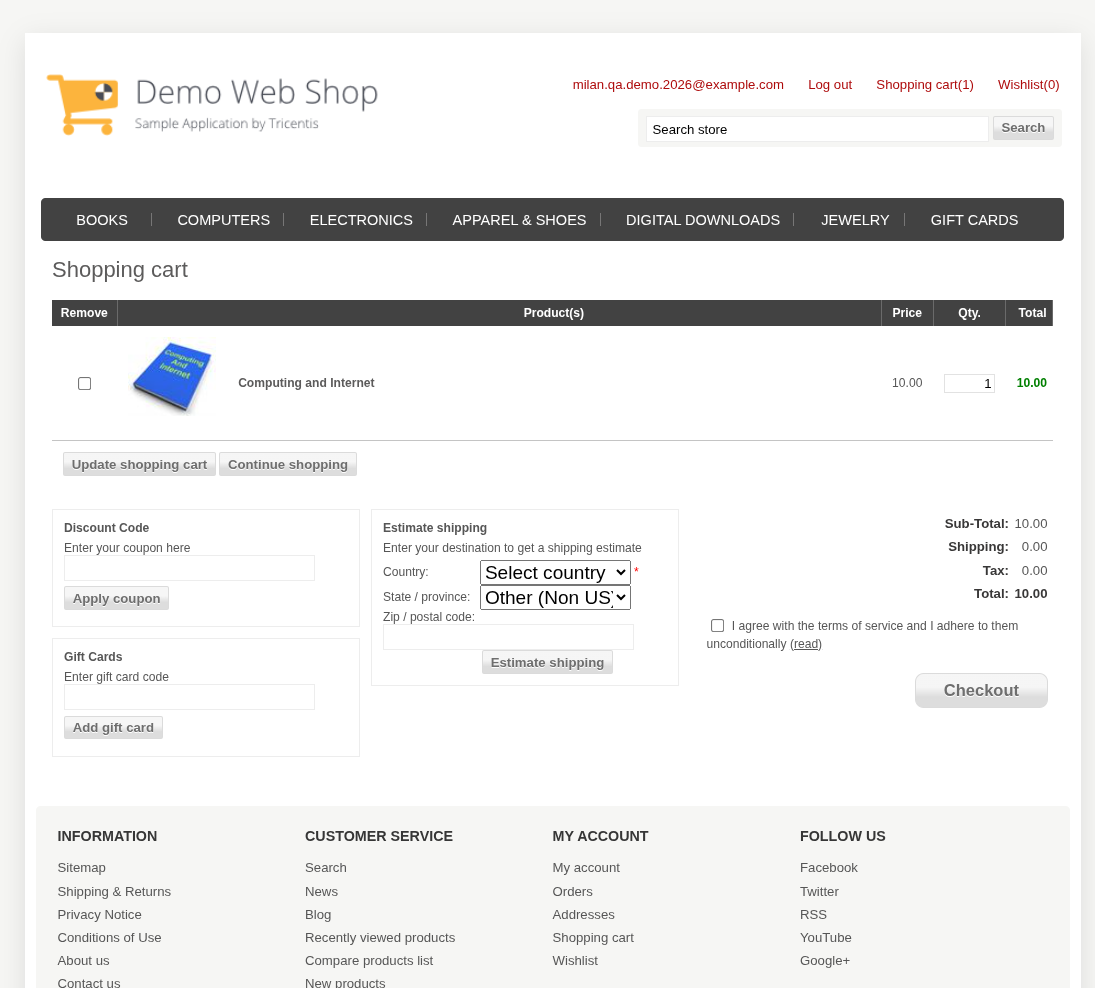 Demo Web Shop
Sample Application by Tricentis
milan.qa.demo.2026@example.com Log out Shopping cart(1) Wishlist(0)
Search store Search
BOOKS COMPUTERS ELECTRONICS APPAREL & SHOES DIGITAL DOWNLOADS JEWELRY GIFT CARDS
Shopping cart
Remove Product(s) Price Qty. Total
Computing
And
Internet
Computing and Internet 10.00 1 10.00
Update shopping cart Continue shopping
Discount Code
Enter your coupon here
Apply coupon
Gift Cards
Enter gift card code
Add gift card
Estimate shipping
Enter your destination to get a shipping estimate
Country: Select country *
State / province: Other (Non US)
Zip / postal code:
Estimate shipping
Sub-Total: 10.00
Shipping: 0.00
Tax: 0.00
Total: 10.00
I agree with the terms of service and I adhere to them
unconditionally (read)
Checkout
INFORMATION
Sitemap
Shipping & Returns
Privacy Notice
Conditions of Use
About us
Contact us
CUSTOMER SERVICE
Search
News
Blog
Recently viewed products
Compare products list
New products
MY ACCOUNT
My account
Orders
Addresses
Shopping cart
Wishlist
FOLLOW US
Facebook
Twitter
RSS
YouTube
Google+